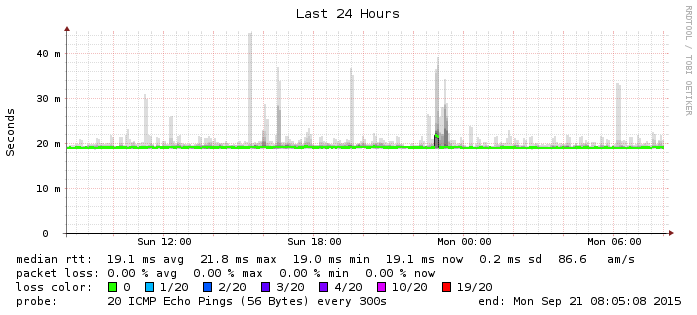 Last 24 Hours
RRDTOOL / TOBI OETIKER
Seconds
40 m
30 m
20 m
10 m
0
Sun 12:00 Sun 18:00 Mon 00:00 Mon 06:00
median rtt: 19.1 ms avg 21.8 ms max 19.0 ms min 19.1 ms now 0.2 ms sd 86.6 am/s
packet loss: 0.00 % avg 0.00 % max 0.00 % min 0.00 % now
loss color: 0 1/20 2/20 3/20 4/20 10/20 19/20
probe: 20 ICMP Echo Pings (56 Bytes) every 300s end: Mon Sep 21 08:05:08 2015